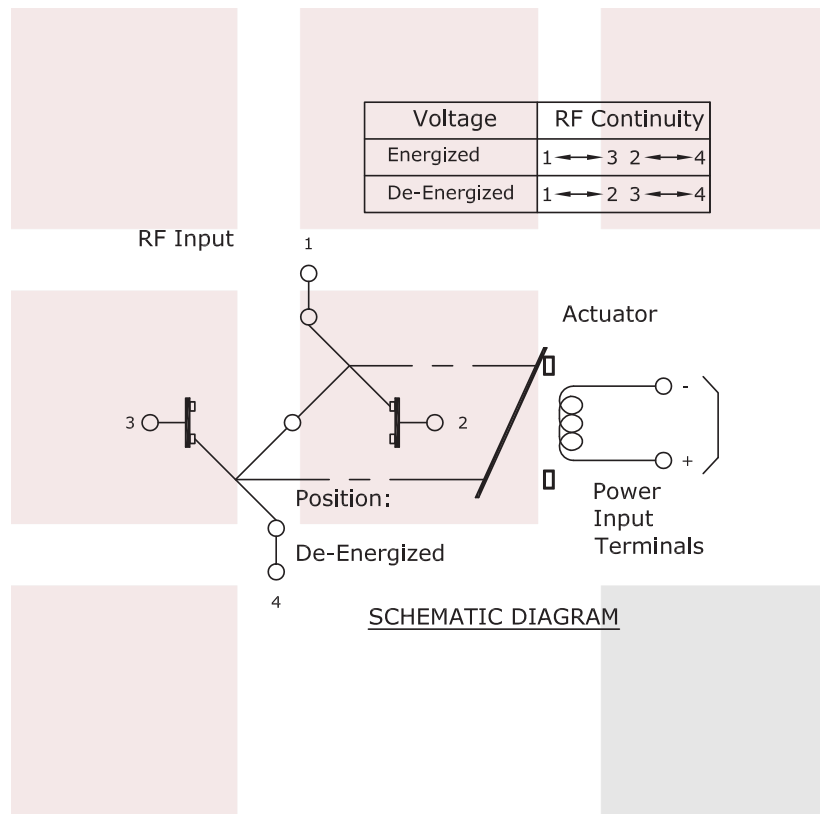 Voltage RF Continuity
Energized 1 3 2 4
De-Energized 1 2 3 4
RF Input
1
Actuator
-
3
2
+
Position:
Power
Input
De-Energized
Terminals
4
SCHEMATIC DIAGRAM